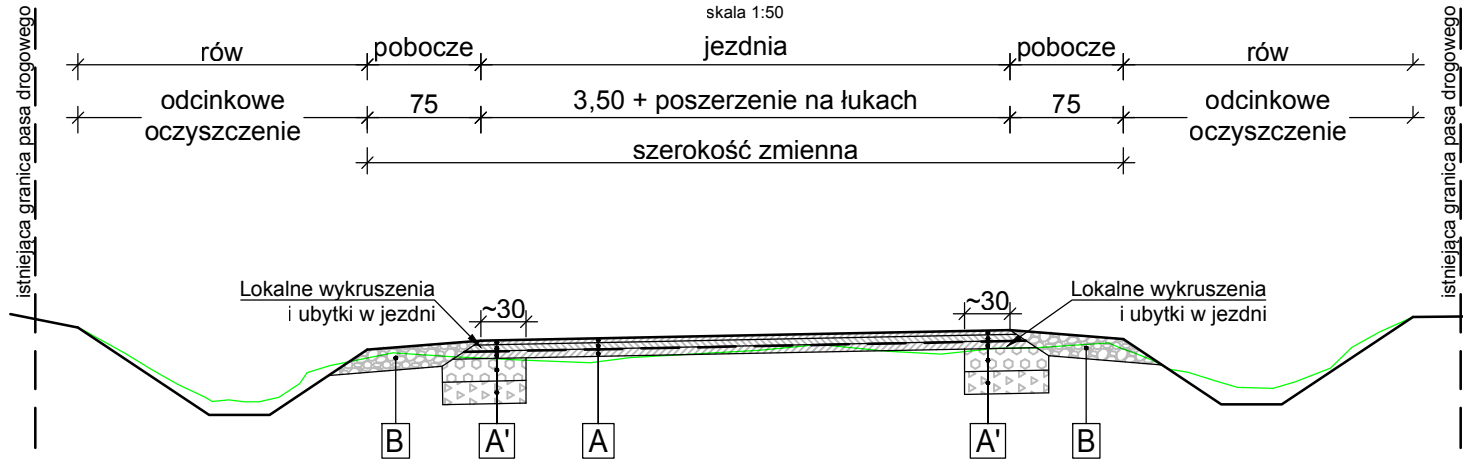 skala 1:50
istniejąca granica pasa drogowego
rów
pobocze
jezdnia
pobocze
rów
istniejąca granica pasa drogowego
odcinkowe
oczyszczenie
75
3,50 + poszerzenie na łukach
75
odcinkowe
oczyszczenie
szerokość zmienna
Lokalne wykruszenia
i ubytki w jezdni
~30
~30
Lokalne wykruszenia
i ubytki w jezdni
B
A'
A
A'
B